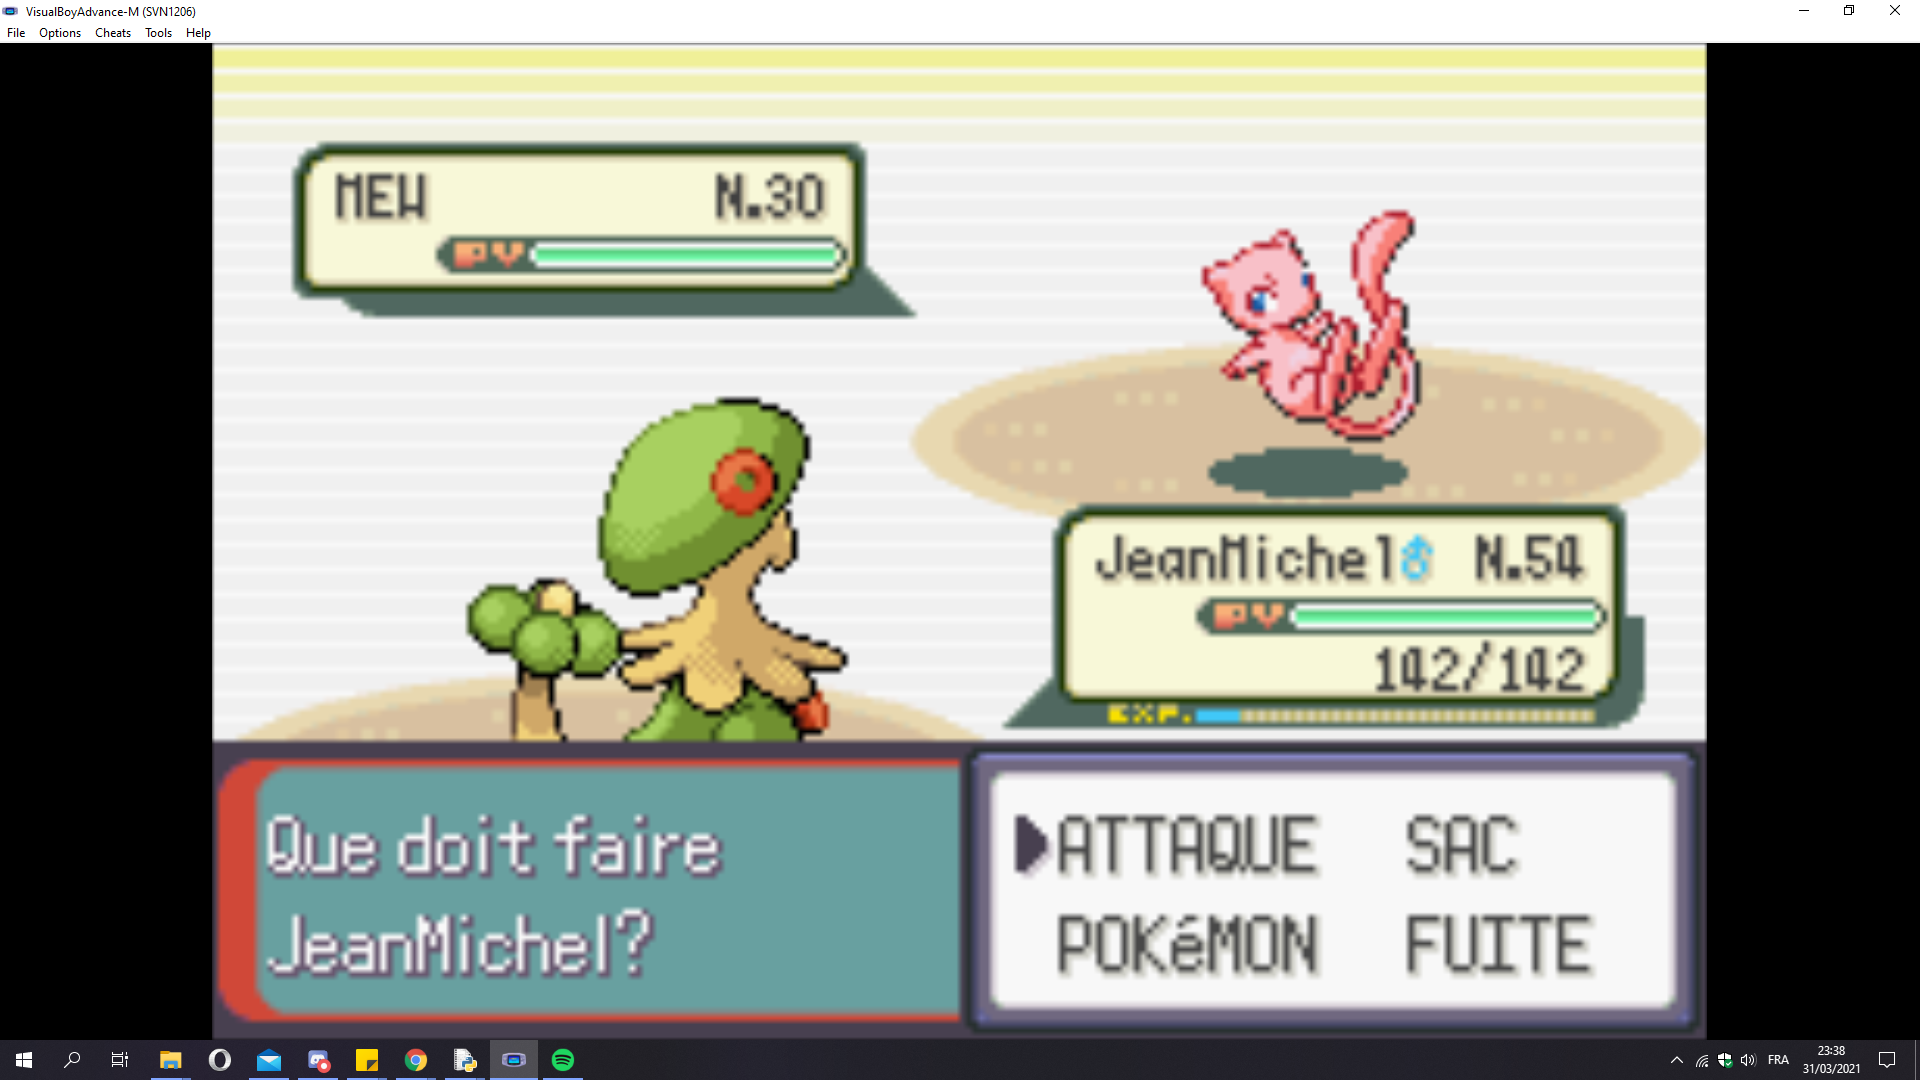 VisualBoyAdvance-M (SVN1206)
File Options Cheats Tools Help
MEW N.30
PV
JeanMichel♂ N.54
PV
142/142
EXP.
Que doit faire
JeanMichel?
ATTAQUE SAC
POKéMON FUITE
23:38
FRA
31/03/2021